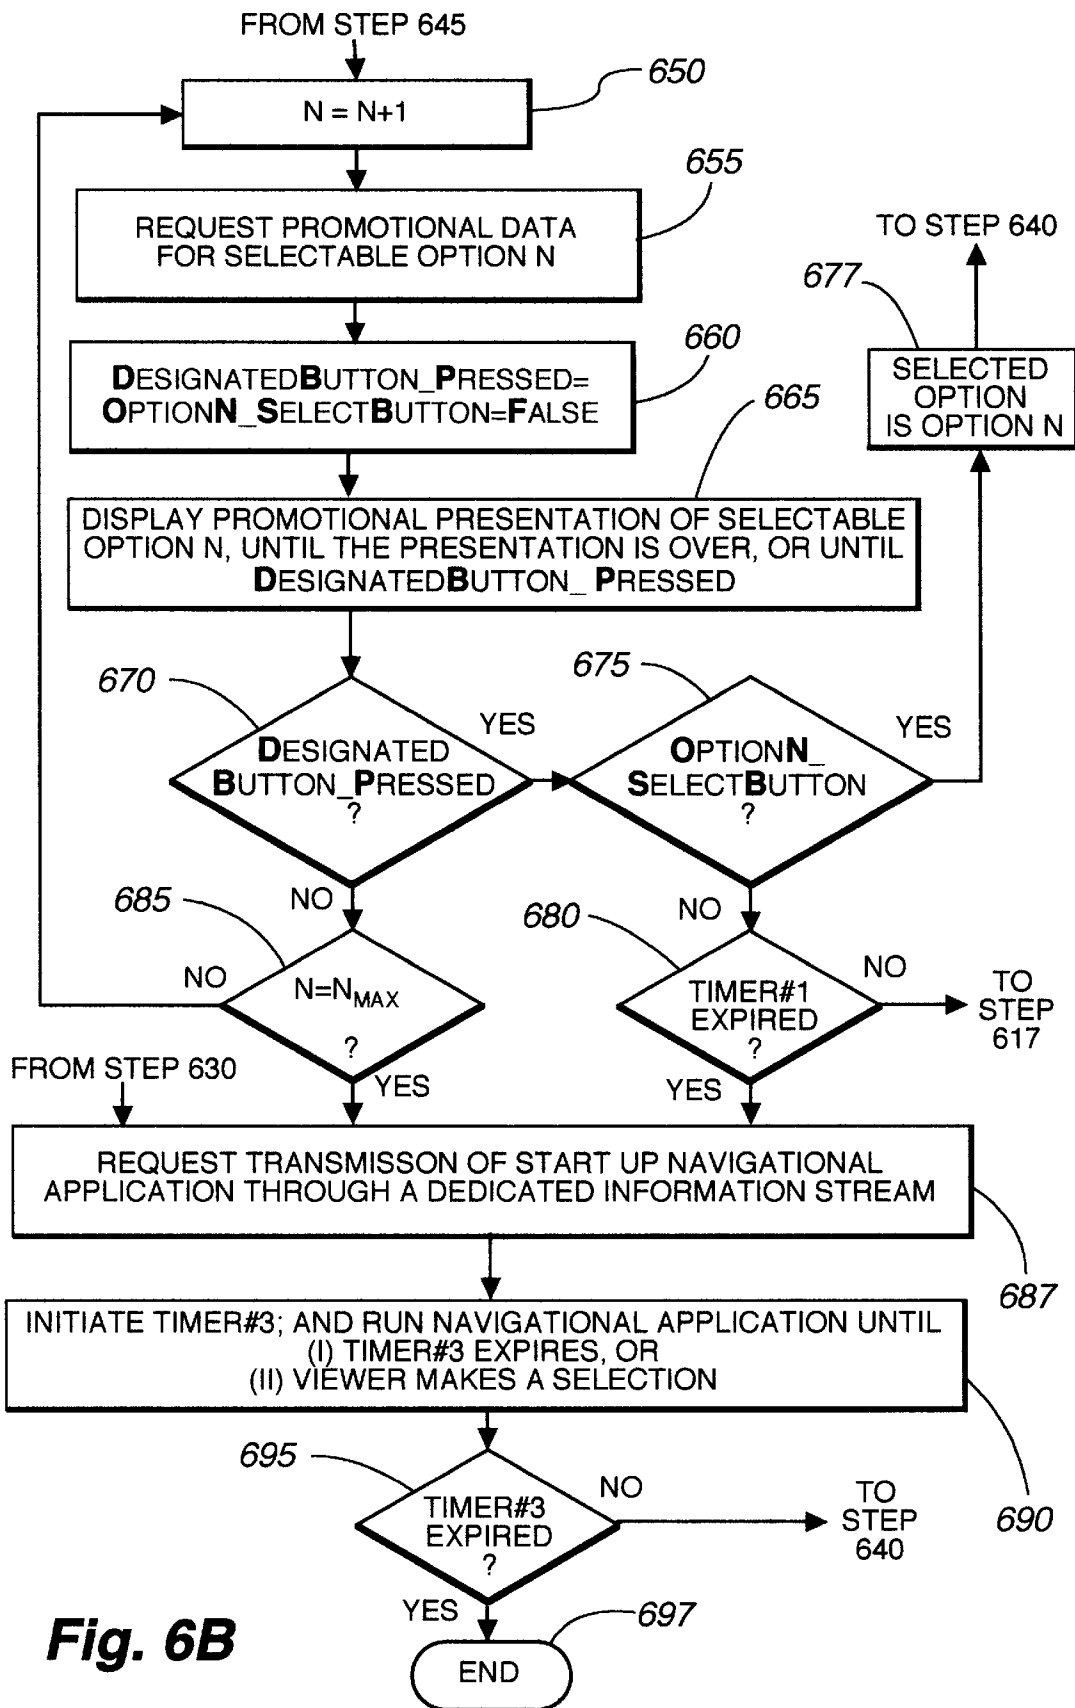 FROM STEP 645
650
N = N+1
655
REQUEST PROMOTIONAL DATA
FOR SELECTABLE OPTION N
TO STEP 640
677
660
DESIGNATEDBUTTON_PRESSED=
OPTIONN_SELECTBUTTON=FALSE
SELECTED
OPTION
IS OPTION N
665
DISPLAY PROMOTIONAL PRESENTATION OF SELECTABLE
OPTION N, UNTIL THE PRESENTATION IS OVER, OR UNTIL
DESIGNATEDBUTTON_ PRESSED
670
DESIGNATED
BUTTON_PRESSED
?
YES
675
OPTIONN_
SELECTBUTTON
?
YES
NO
NO
685
N=NMAX
?
NO
YES
680
TIMER#1
EXPIRED
?
NO
TO
STEP
617
YES
FROM STEP 630
REQUEST TRANSMISSON OF START UP NAVIGATIONAL
APPLICATION THROUGH A DEDICATED INFORMATION STREAM
687
INITIATE TIMER#3; AND RUN NAVIGATIONAL APPLICATION UNTIL
(I) TIMER#3 EXPIRES, OR
(II) VIEWER MAKES A SELECTION
690
695
TIMER#3
EXPIRED
?
NO
TO
STEP
640
YES
697
END
Fig. 6B